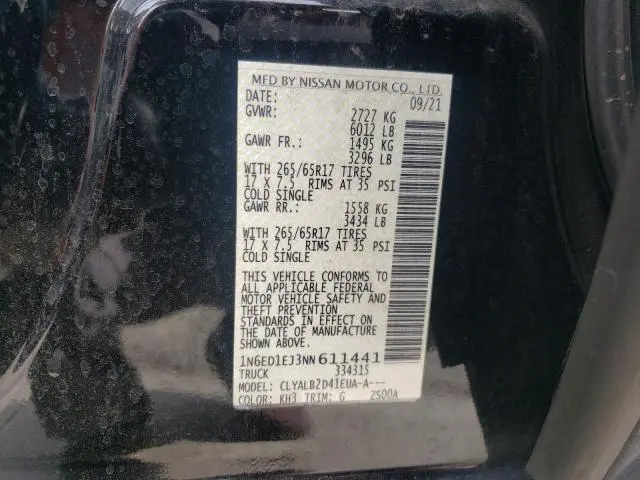 MFD BY NISSAN MOTOR CO., LTD.
DATE: 09/21
GVWR: 2727 KG
6012 LB
GAWR FR.: 1495 KG
3296 LB
WITH 265/65R17 TIRES
17 X 7.5 RIMS AT 35 PSI
COLD SINGLE
GAWR RR.: 1558 KG
3434 LB
WITH 265/65R17 TIRES
17 X 7.5 RIMS AT 35 PSI
COLD SINGLE
THIS VEHICLE CONFORMS TO
ALL APPLICABLE FEDERAL
MOTOR VEHICLE SAFETY AND
THEFT PREVENTION
STANDARDS IN EFFECT ON
THE DATE OF MANUFACTURE
SHOWN ABOVE.
1N6ED1EJ3NN611441
TRUCK 334315
MODEL: CLYALB2D41EUA-A---
COLOR: KH3 TRIM: G ZS00A